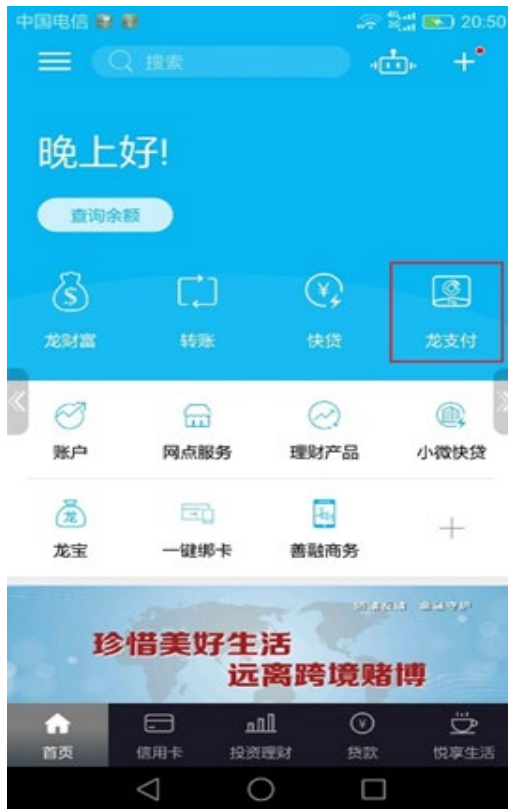 中国电信 20:50
搜索
晚上好!
查询余额
龙财富 转账 快贷 龙支付
账户 网点服务 理财产品 小微快贷
龙宝 一键绑卡 善融商务
珍惜美好生活
远离跨境赌博
首页 信用卡 投资理财 贷款 悦享生活